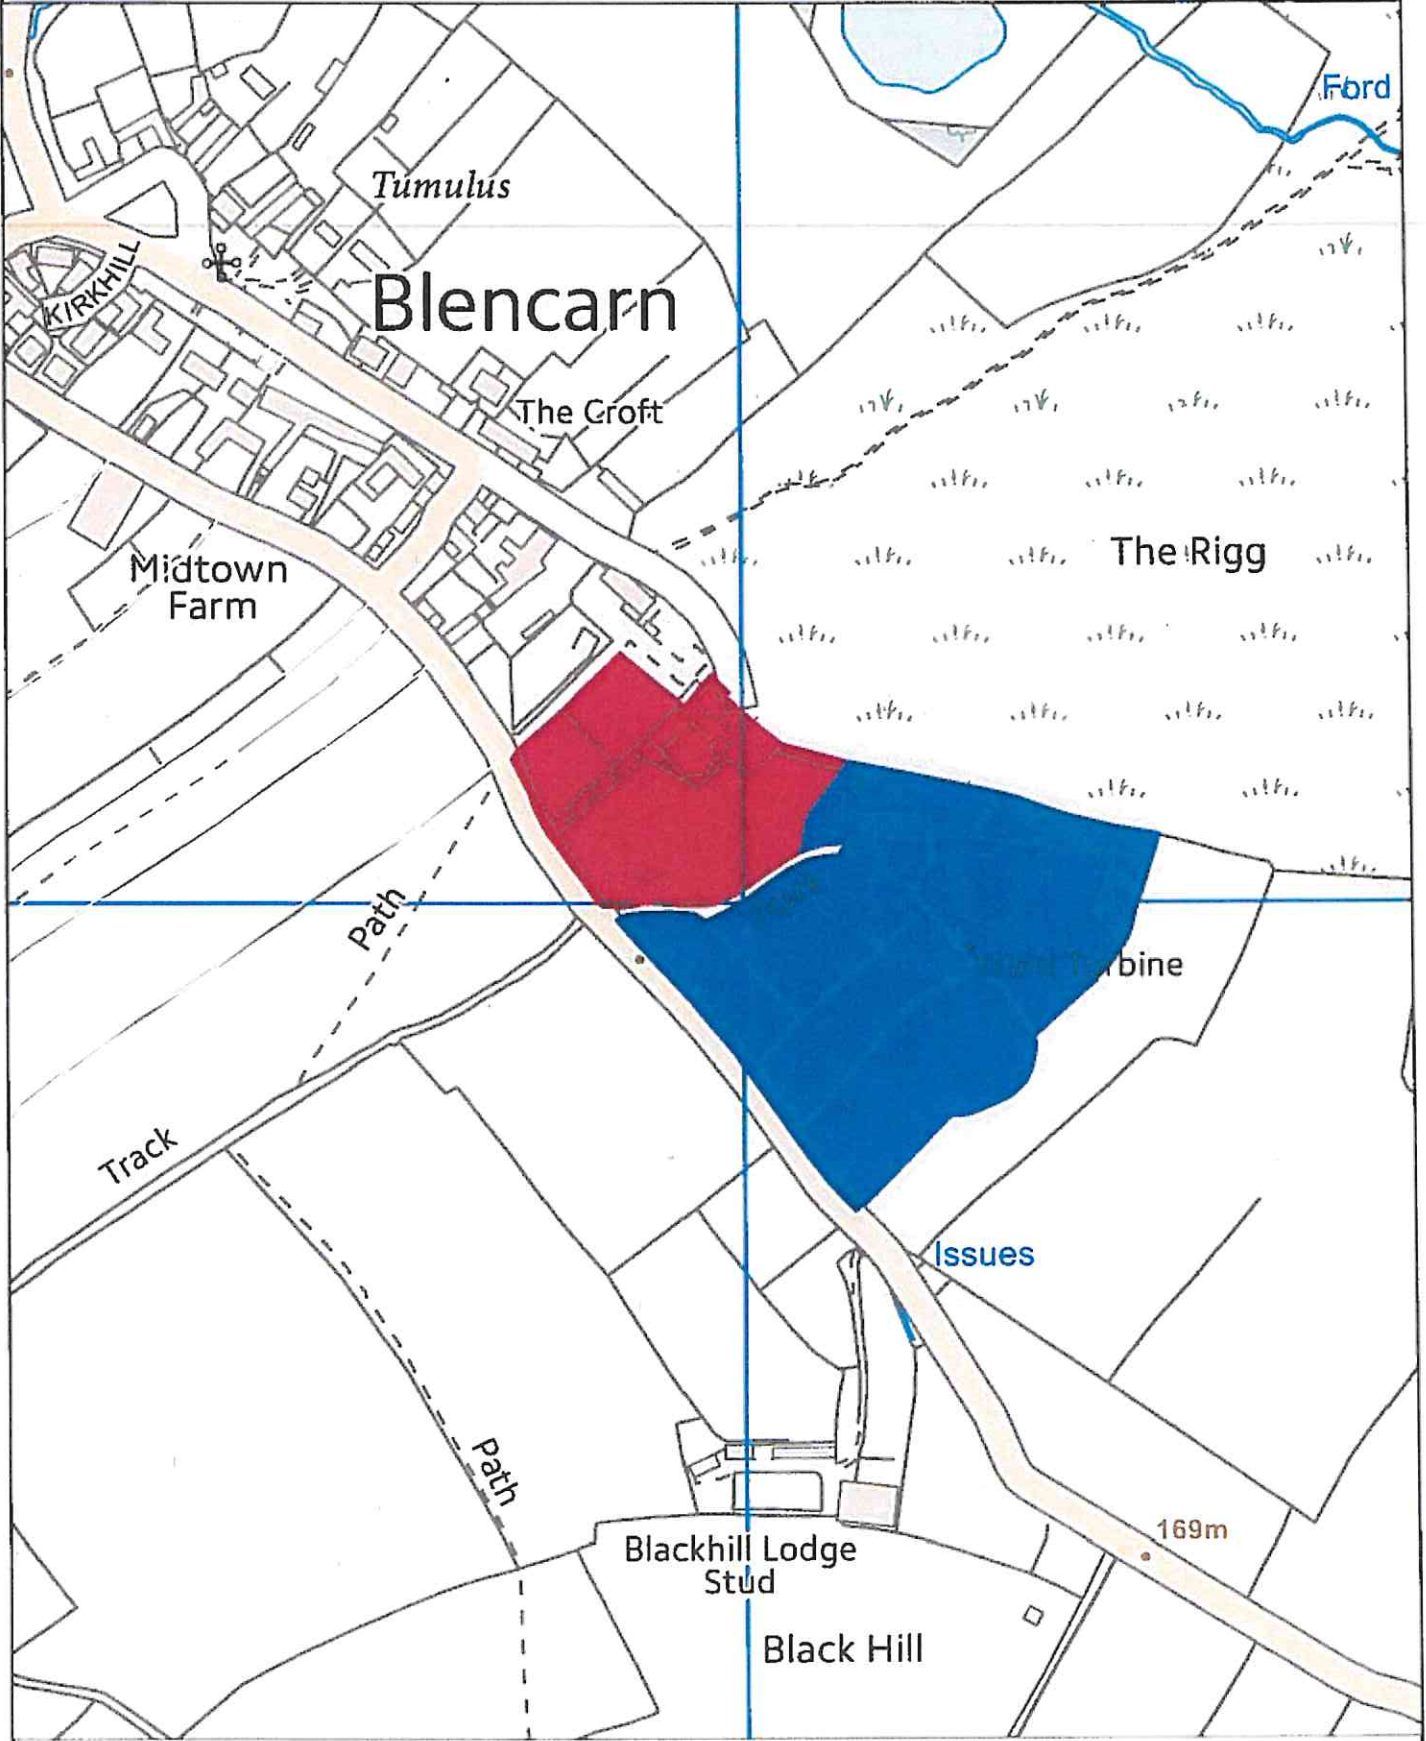 Ford
Tumulus
KIRKHILL
Blencarn
The Croft
The Rigg
Midtown
Farm
Path
Turbine
Track
Issues
Path
169m
Blackhill Lodge
Stud
Black Hill